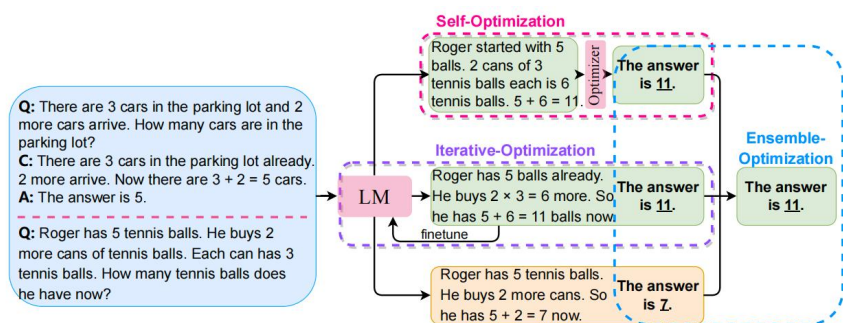 Self-Optimization
Roger started with 5
balls. 2 cans of 3
tennis balls each is 6
tennis balls. 5 + 6 = 11.
Optimizer
The answer
is 11.
Q: There are 3 cars in the parking lot and 2
more cars arrive. How many cars are in the
parking lot?
C: There are 3 cars in the parking lot already.
2 more arrive. Now there are 3 + 2 = 5 cars.
A: The answer is 5.
Q: Roger has 5 tennis balls. He buys 2
more cans of tennis balls. Each can has 3
tennis balls. How many tennis balls does
he have now?
LM
finetune
Iterative-Optimization
Roger has 5 balls already.
He buys 2 × 3 = 6 more. So
he has 5 + 6 = 11 balls now.
The answer
is 11.
Roger has 5 tennis balls.
He buys 2 more cans. So
he has 5 + 2 = 7 now.
The answer
is 7.
Ensemble-
Optimization
The answer
is 11.